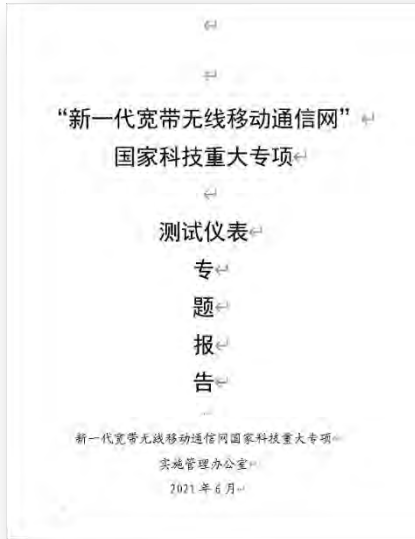 “新一代宽带无线移动通信网”
国家科技重大专项
测试仪表
专
题
报
告
新一代宽带无线移动通信网国家科技重大专项
实施管理办公室
2021年6月